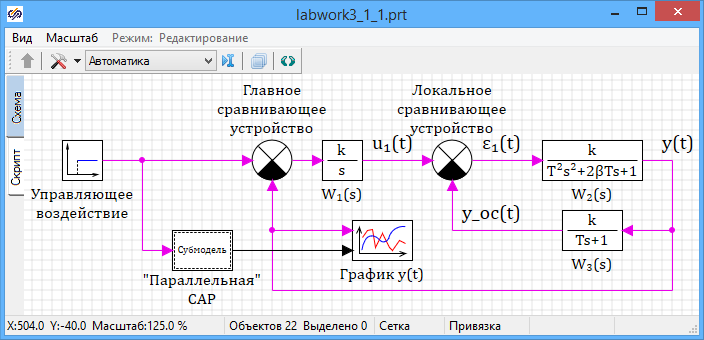 labwork3_1_1.prt
Вид Масштаб Режим: Редактирование
Автоматика
Схема
Скрипт
Главное
сравнивающее
устройство
Локальное
сравнивающее
устройство
Управляющее
воздействие
k
s
W₁(s)
u₁(t)
ε₁(t)
k
T²s²+2βTs+1
W₂(s)
y(t)
y_oc(t)
k
Ts+1
W₃(s)
Субмодель
"Параллельная"
САР
График y(t)
X:504.0 Y:-40.0 Масштаб:125.0 % Объектов 22 Выделено 0 Сетка Привязка